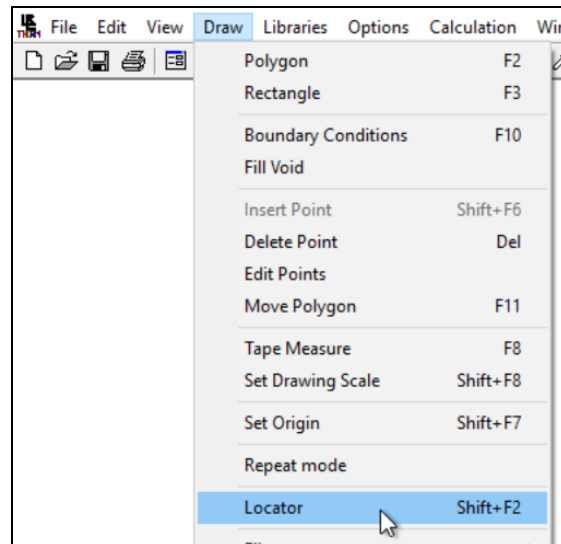 File Edit View Draw Libraries Options Calculation
Polygon F2
Rectangle F3
Boundary Conditions F10
Fill Void
Insert Point Shift+F6
Delete Point Del
Edit Points
Move Polygon F11
Tape Measure F8
Set Drawing Scale Shift+F8
Set Origin Shift+F7
Repeat mode
Locator Shift+F2